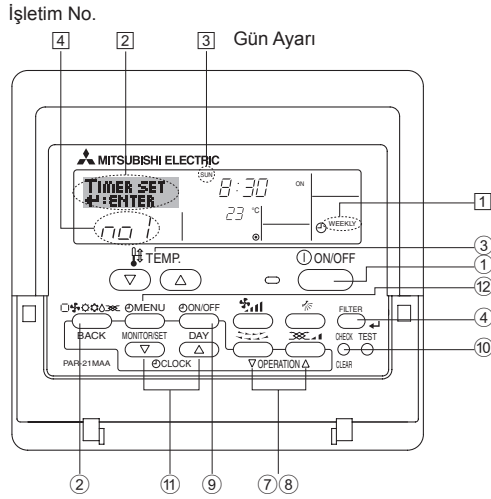 İşletim No.
4 2 3 Gün Ayarı
MITSUBISHI ELECTRIC
TIMER SET SUN 8:30 ON
↵:ENTER
23 °C
no 1 WEEKLY 1
TEMP. ON/OFF 3
1
12
MENU ON/OFF FILTER 4
BACK MONITOR/SET DAY CHECK TEST 10
PAR-21MAA CLOCK OPERATION CLEAR
2 11 9 7 8